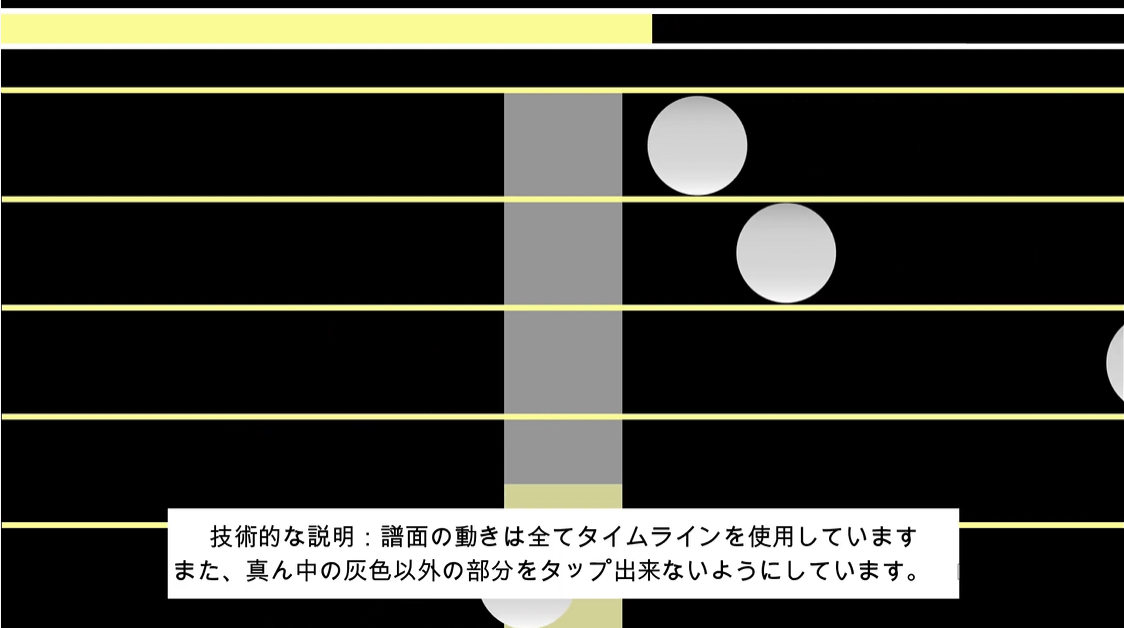 技術的な説明：譜面の動きは全てタイムラインを使用しています
また、真ん中の灰色以外の部分をタップ出来ないようにしています。